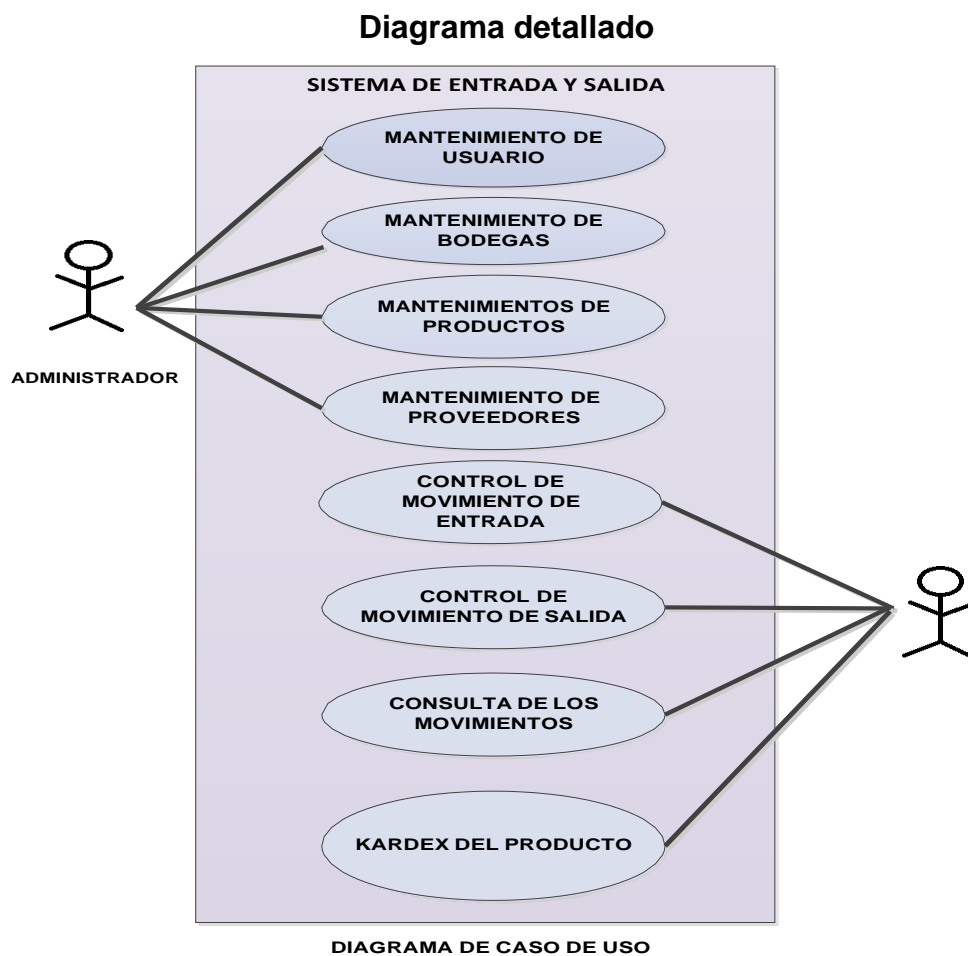 Diagrama detallado
SISTEMA DE ENTRADA Y SALIDA
MANTENIMIENTO DE
USUARIO
MANTENIMIENTO DE
BODEGAS
MANTENIMIENTOS DE
PRODUCTOS
ADMINISTRADOR
MANTENIMIENTO DE
PROVEEDORES
CONTROL DE
MOVIMIENTO DE
ENTRADA
CONTROL DE
MOVIMIENTO DE SALIDA
CONSULTA DE LOS
MOVIMIENTOS
KARDEX DEL PRODUCTO
DIAGRAMA DE CASO DE USO